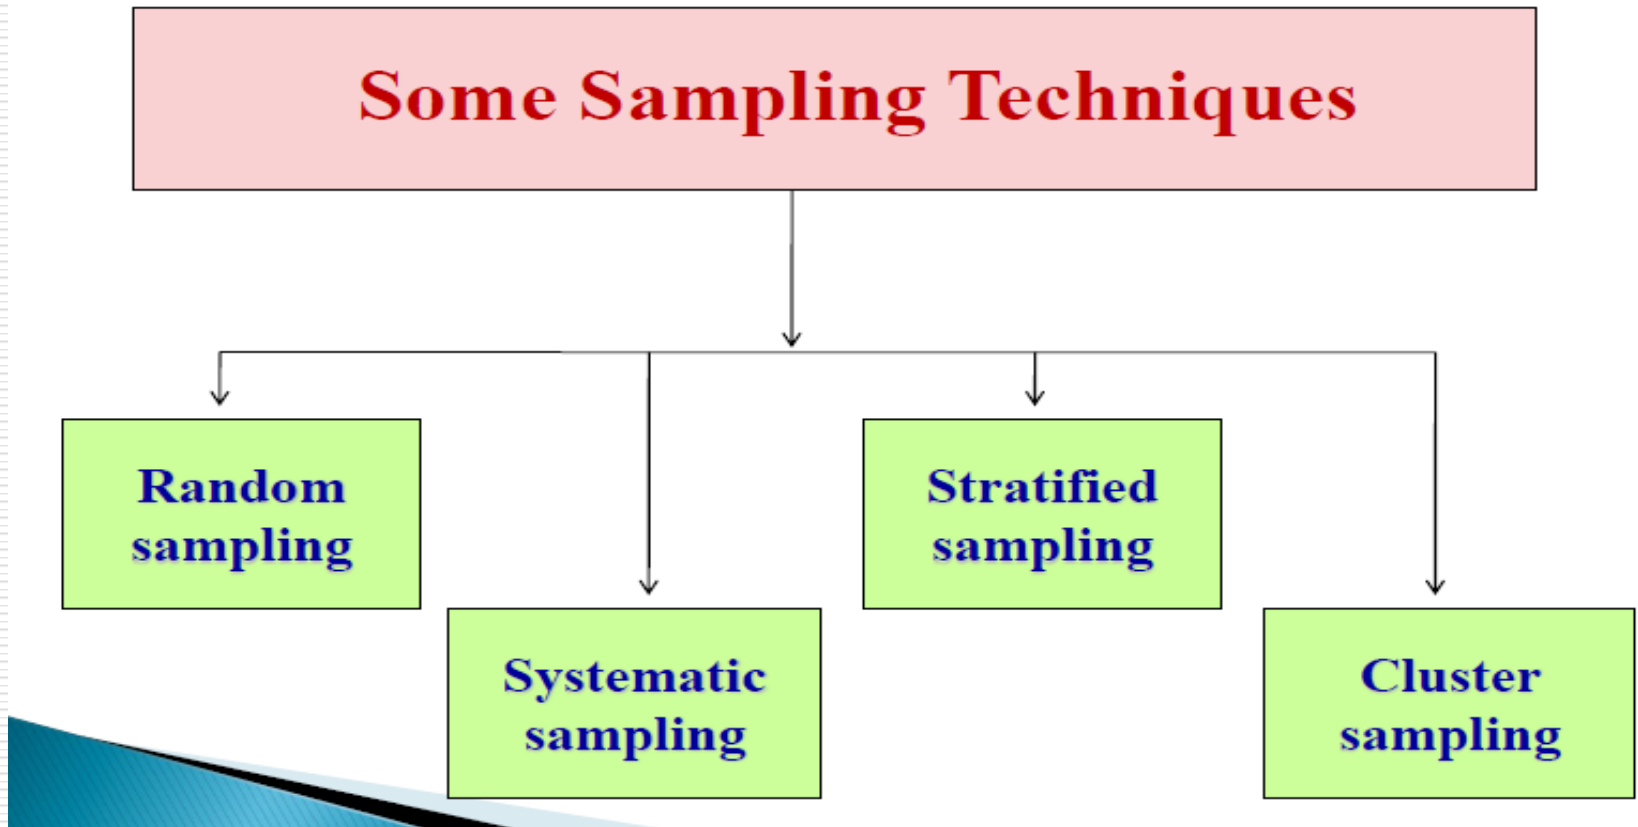 Some Sampling Techniques
Random
sampling
Systematic
sampling
Stratified
sampling
Cluster
sampling